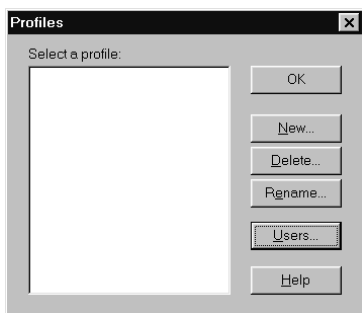 Profiles
Select a profile:
OK
New...
Delete...
Rename...
Users...
Help